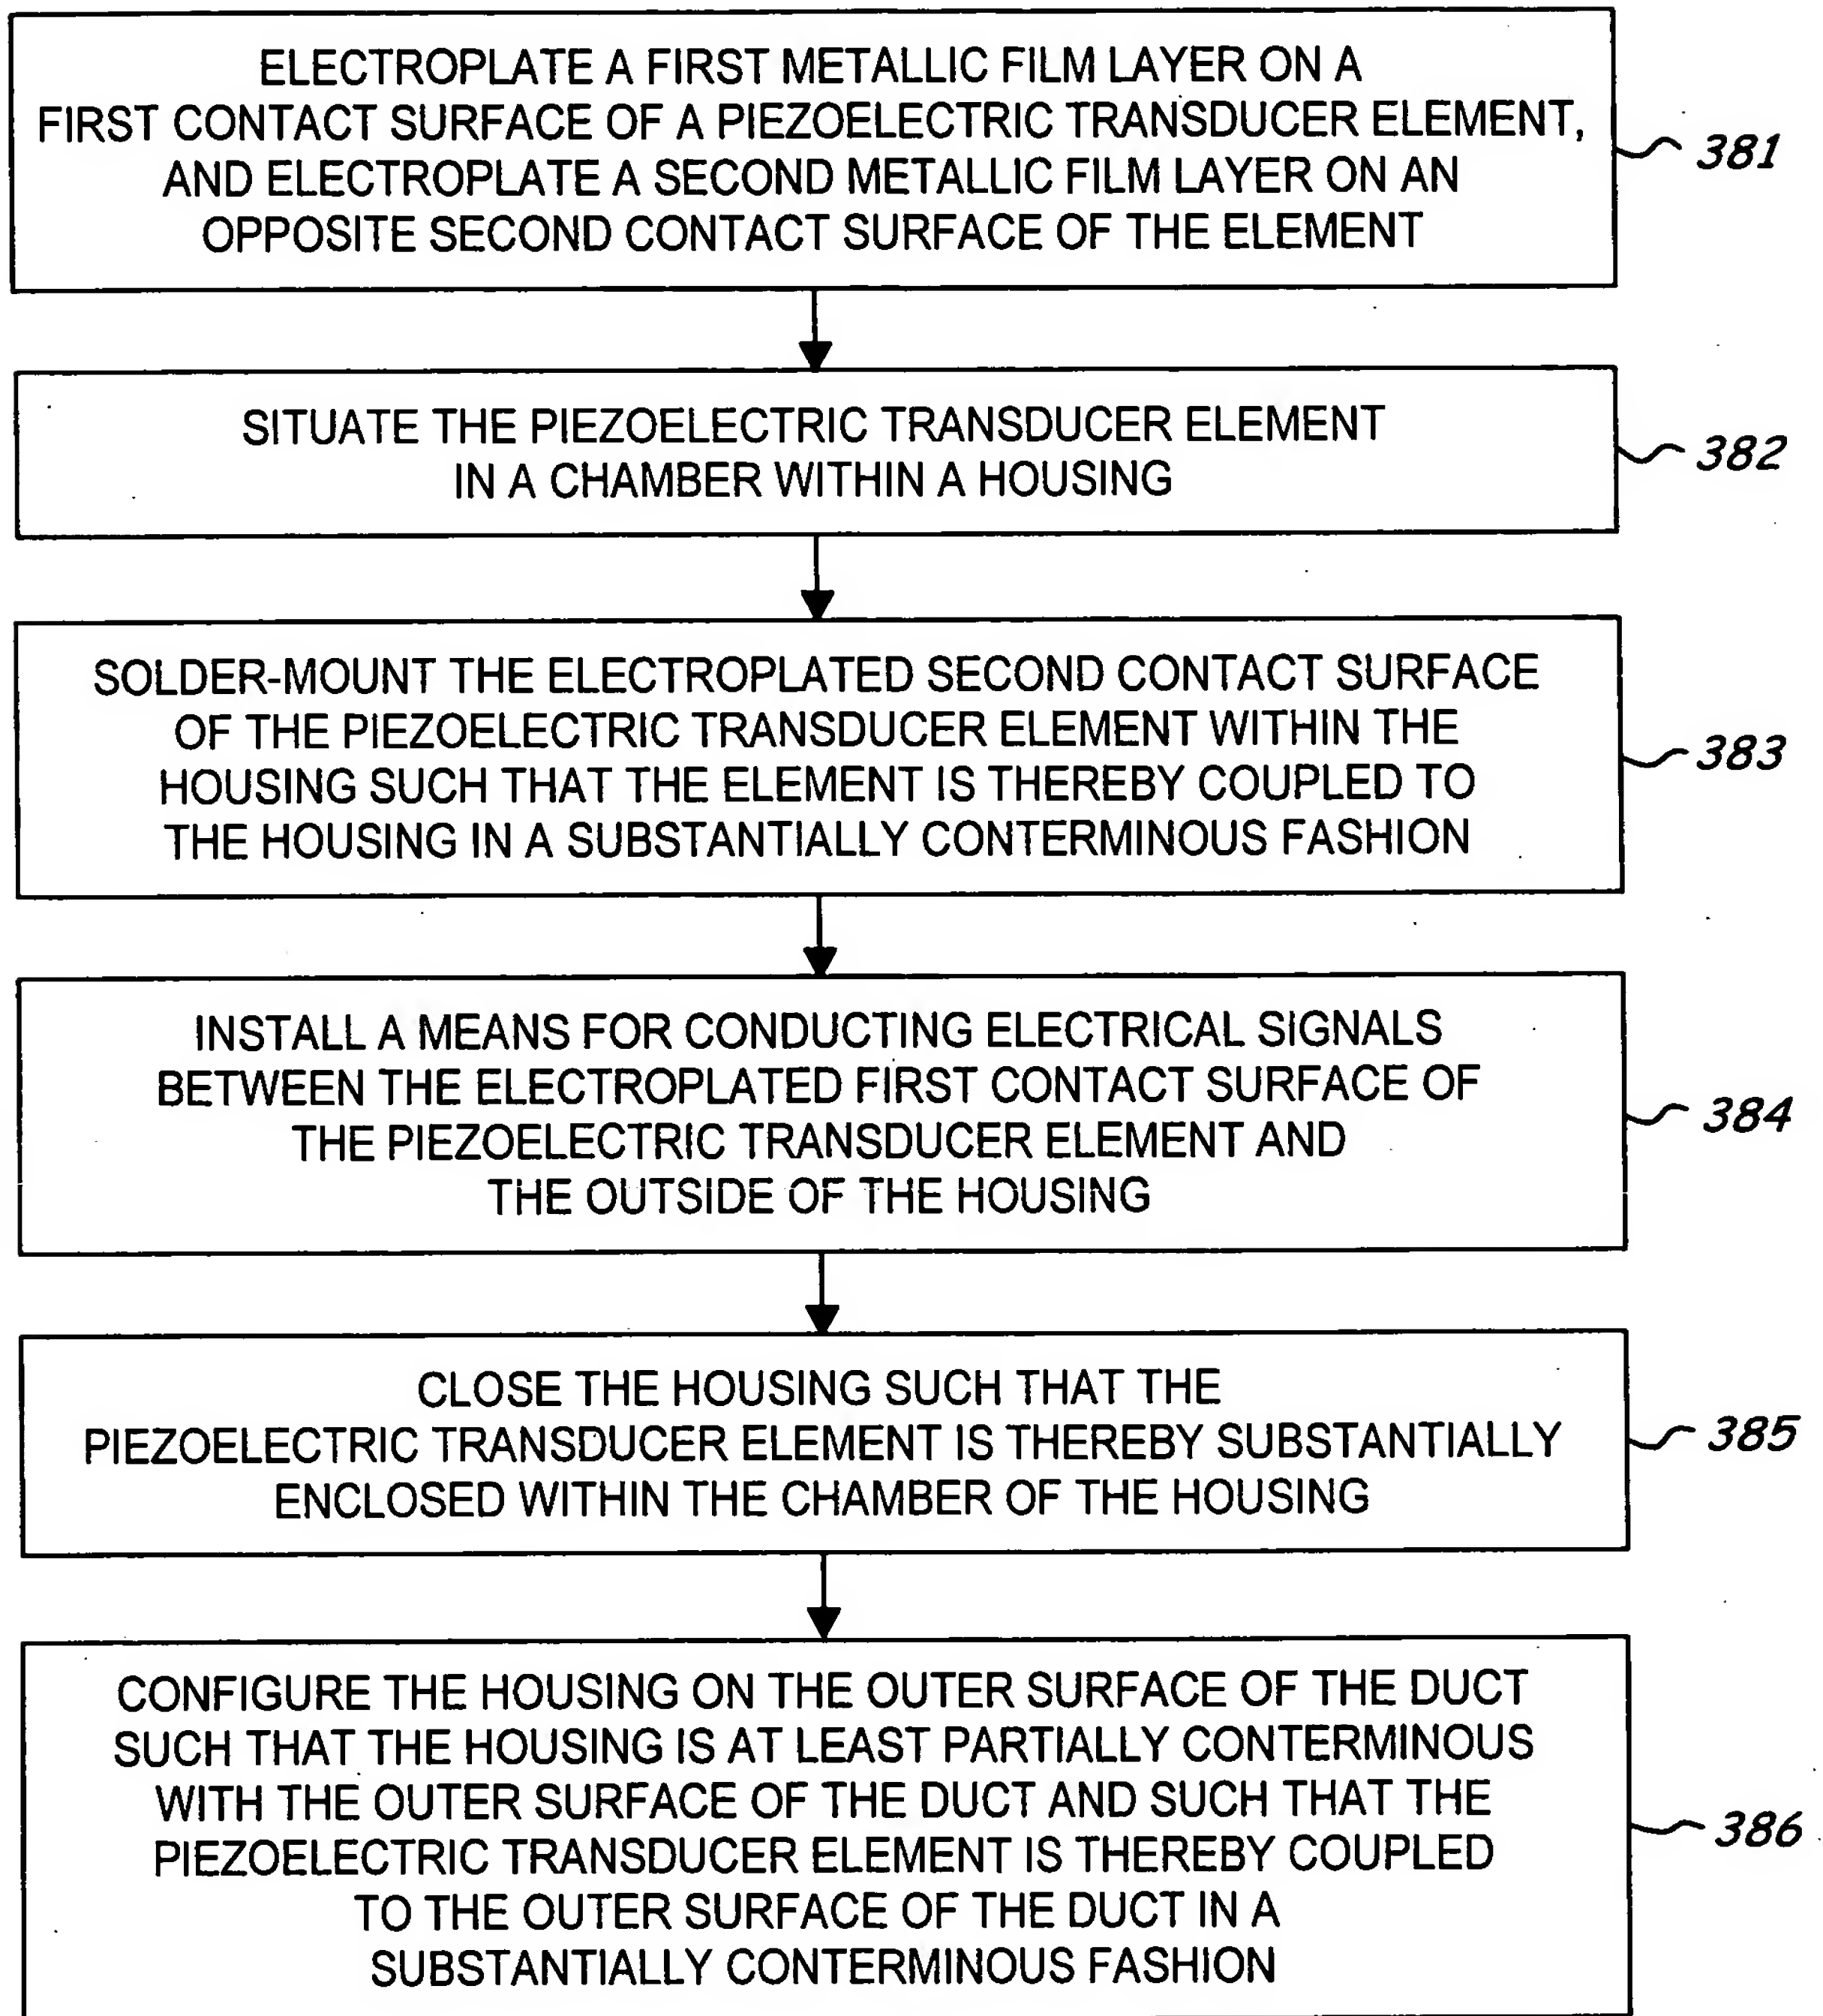 ELECTROPLATE A FIRST METALLIC FILM LAYER ON A
FIRST CONTACT SURFACE OF A PIEZOELECTRIC TRANSDUCER ELEMENT,
AND ELECTROPLATE A SECOND METALLIC FILM LAYER ON AN
OPPOSITE SECOND CONTACT SURFACE OF THE ELEMENT
381
SITUATE THE PIEZOELECTRIC TRANSDUCER ELEMENT
IN A CHAMBER WITHIN A HOUSING
382
SOLDER-MOUNT THE ELECTROPLATED SECOND CONTACT SURFACE
OF THE PIEZOELECTRIC TRANSDUCER ELEMENT WITHIN THE
HOUSING SUCH THAT THE ELEMENT IS THEREBY COUPLED TO
THE HOUSING IN A SUBSTANTIALLY CONTERMINOUS FASHION
383
INSTALL A MEANS FOR CONDUCTING ELECTRICAL SIGNALS
BETWEEN THE ELECTROPLATED FIRST CONTACT SURFACE OF
THE PIEZOELECTRIC TRANSDUCER ELEMENT AND
THE OUTSIDE OF THE HOUSING
384
CLOSE THE HOUSING SUCH THAT THE
PIEZOELECTRIC TRANSDUCER ELEMENT IS THEREBY SUBSTANTIALLY
ENCLOSED WITHIN THE CHAMBER OF THE HOUSING
385
CONFIGURE THE HOUSING ON THE OUTER SURFACE OF THE DUCT
SUCH THAT THE HOUSING IS AT LEAST PARTIALLY CONTERMINOUS
WITH THE OUTER SURFACE OF THE DUCT AND SUCH THAT THE
PIEZOELECTRIC TRANSDUCER ELEMENT IS THEREBY COUPLED
TO THE OUTER SURFACE OF THE DUCT IN A
SUBSTANTIALLY CONTERMINOUS FASHION
386